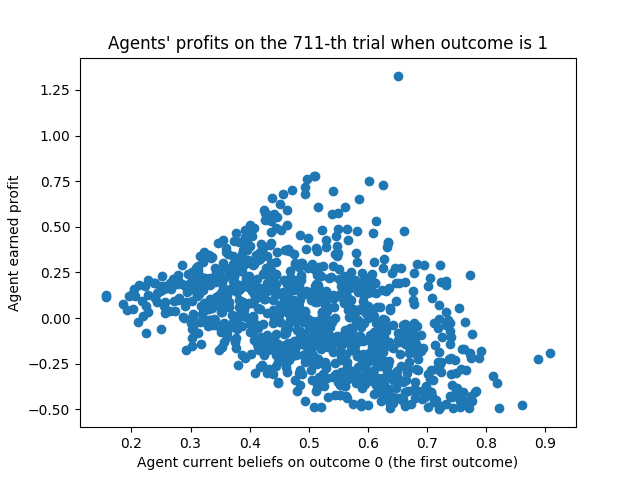 Agents' profits on the 711-th trial when outcome is 1
1.25
1.00
0.75
0.50
0.25
0.00
−0.25
−0.50
Agent earned profit
0.2 0.3 0.4 0.5 0.6 0.7 0.8 0.9
Agent current beliefs on outcome 0 (the first outcome)